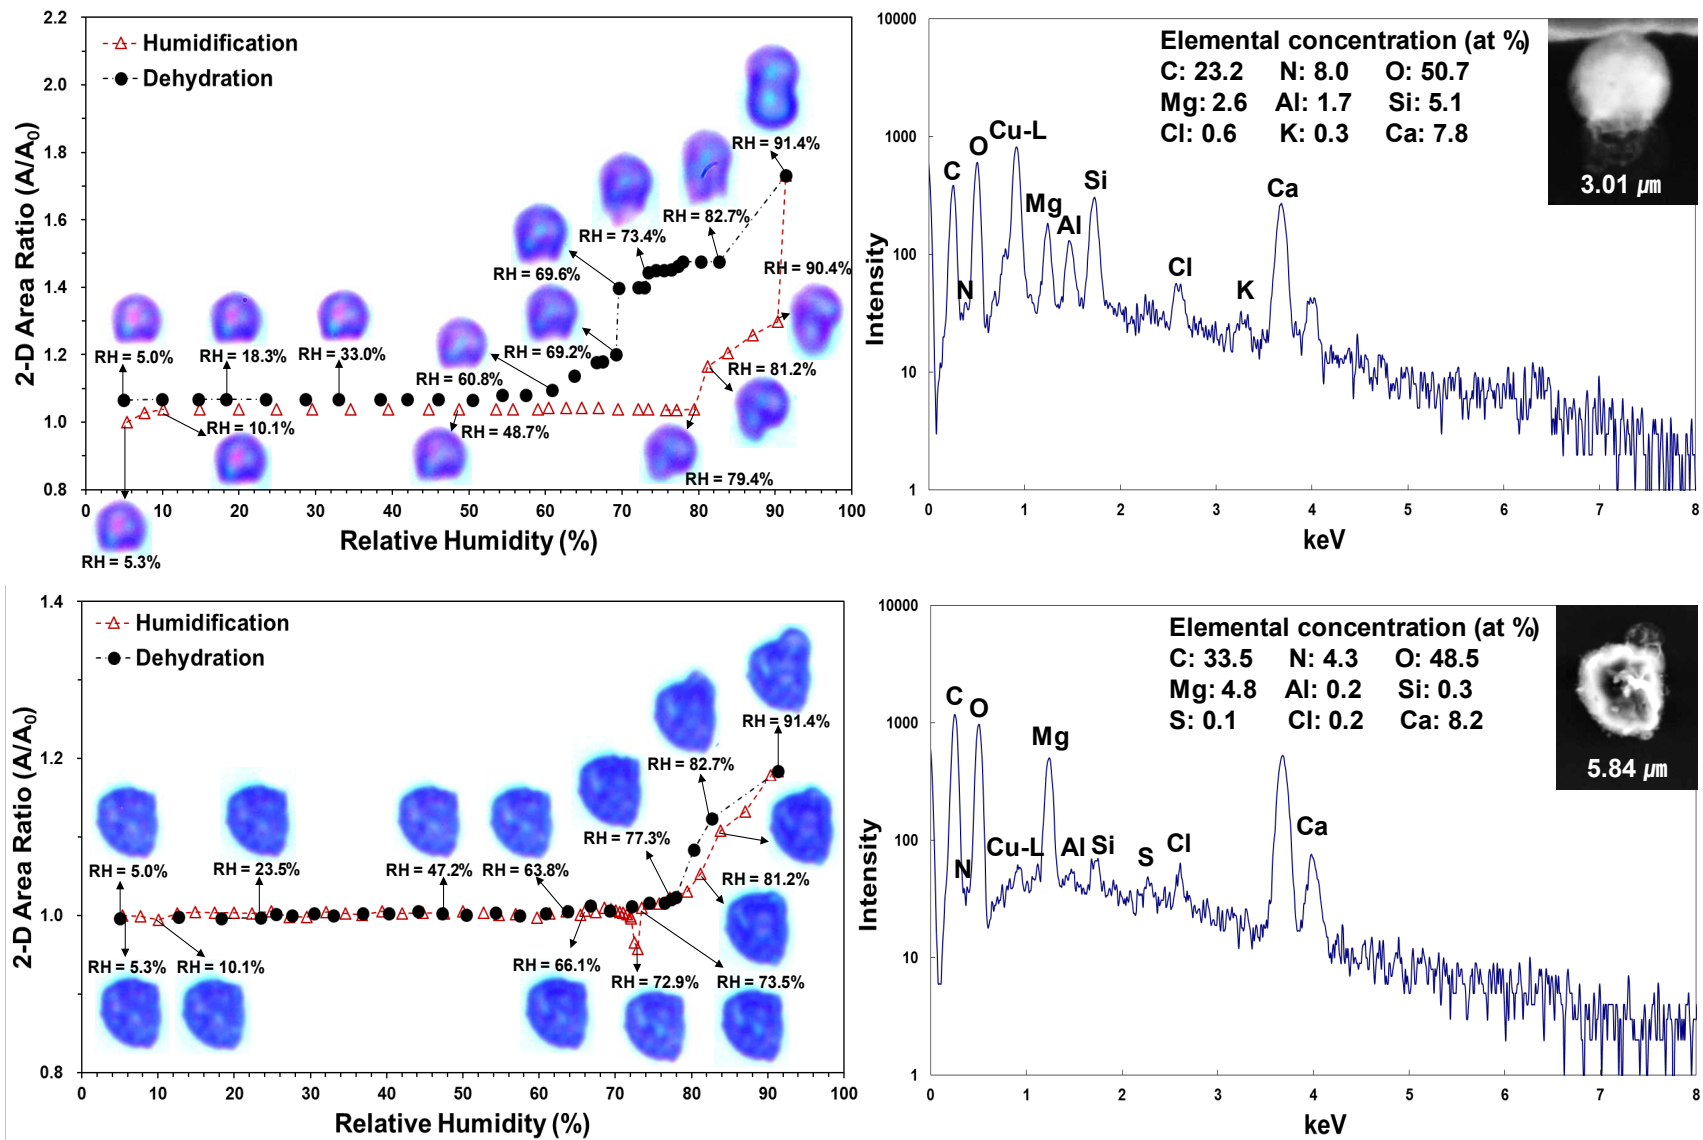 2.2
2.0
1.8
1.6
1.4
1.2
1.0
0.8
2-D Area Ratio (A/A0)
Humidification
Dehydration
RH = 91.4%
RH = 82.7%
RH = 73.4%
RH = 69.6%
RH = 90.4%
RH = 69.2%
RH = 5.0%
RH = 18.3%
RH = 33.0%
RH = 60.8%
RH = 81.2%
RH = 10.1%
RH = 48.7%
RH = 79.4%
RH = 5.3%
0 10 20 30 40 50 60 70 80 90 100
Relative Humidity (%)
10000
1000
100
10
1
Intensity
Elemental concentration (at %)
C: 23.2 N: 8.0 O: 50.7
Mg: 2.6 Al: 1.7 Si: 5.1
Cl: 0.6 K: 0.3 Ca: 7.8
3.01 ㎛
C
N
O
Cu-L
Mg
Al
Si
Cl
K
Ca
0 1 2 3 4 5 6 7 8
keV
1.4
1.2
1.0
0.8
2-D Area Ratio (A/A0)
Humidification
Dehydration
RH = 91.4%
RH = 82.7%
RH = 77.3%
RH = 5.0%
RH = 23.5%
RH = 47.2%
RH = 63.8%
RH = 81.2%
RH = 5.3%
RH = 10.1%
RH = 66.1%
RH = 72.9%
RH = 73.5%
0 10 20 30 40 50 60 70 80 90 100
Relative Humidity (%)
10000
1000
100
10
1
Intensity
Elemental concentration (at %)
C: 33.5 N: 4.3 O: 48.5
Mg: 4.8 Al: 0.2 Si: 0.3
S: 0.1 Cl: 0.2 Ca: 8.2
5.84 ㎛
C
N
O
Cu-L
Mg
Al
Si
S
Cl
Ca
0 1 2 3 4 5 6 7 8
keV